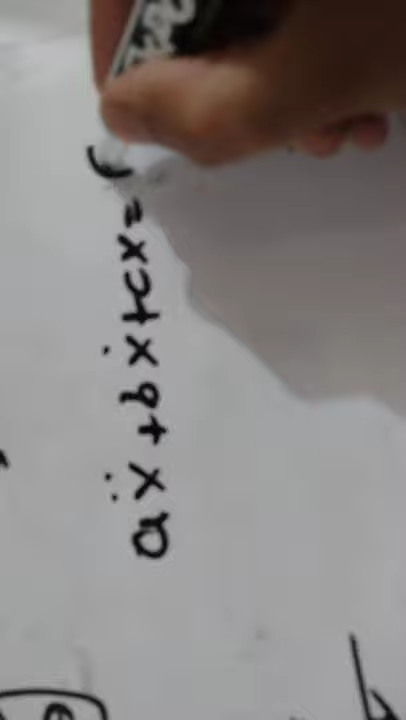 aẍ + bẋ + cx =